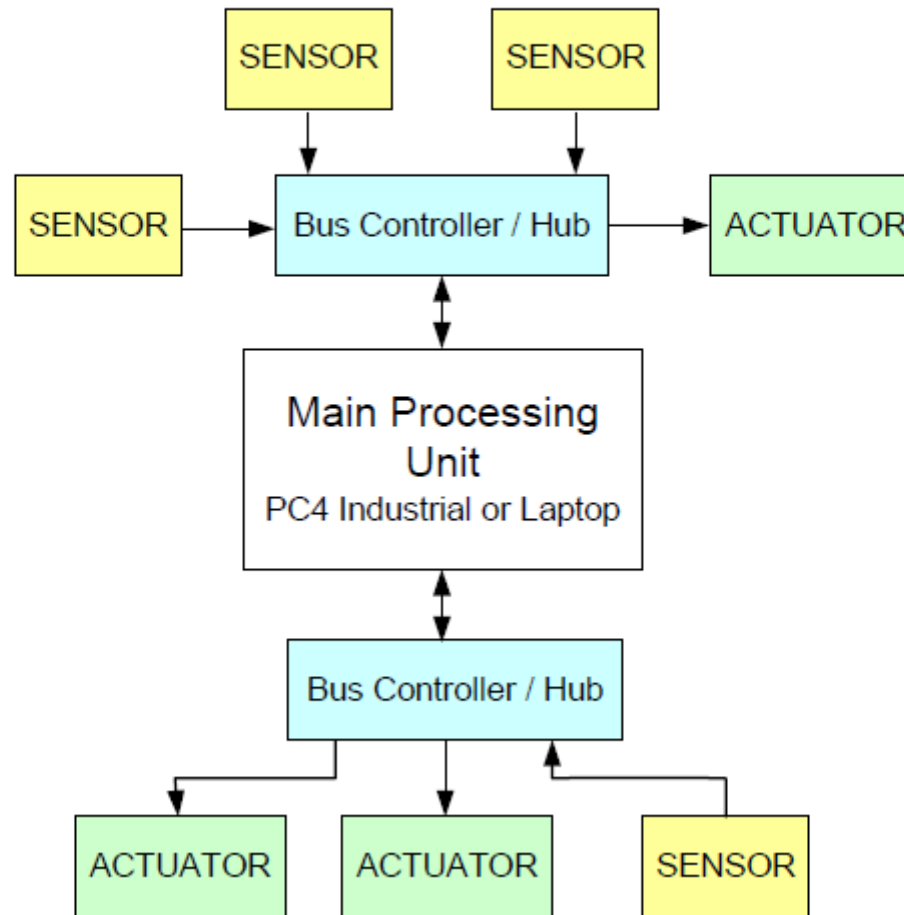 SENSOR
SENSOR
SENSOR
Bus Controller / Hub
ACTUATOR
Main Processing
Unit
PC4 Industrial or Laptop
Bus Controller / Hub
ACTUATOR
ACTUATOR
SENSOR